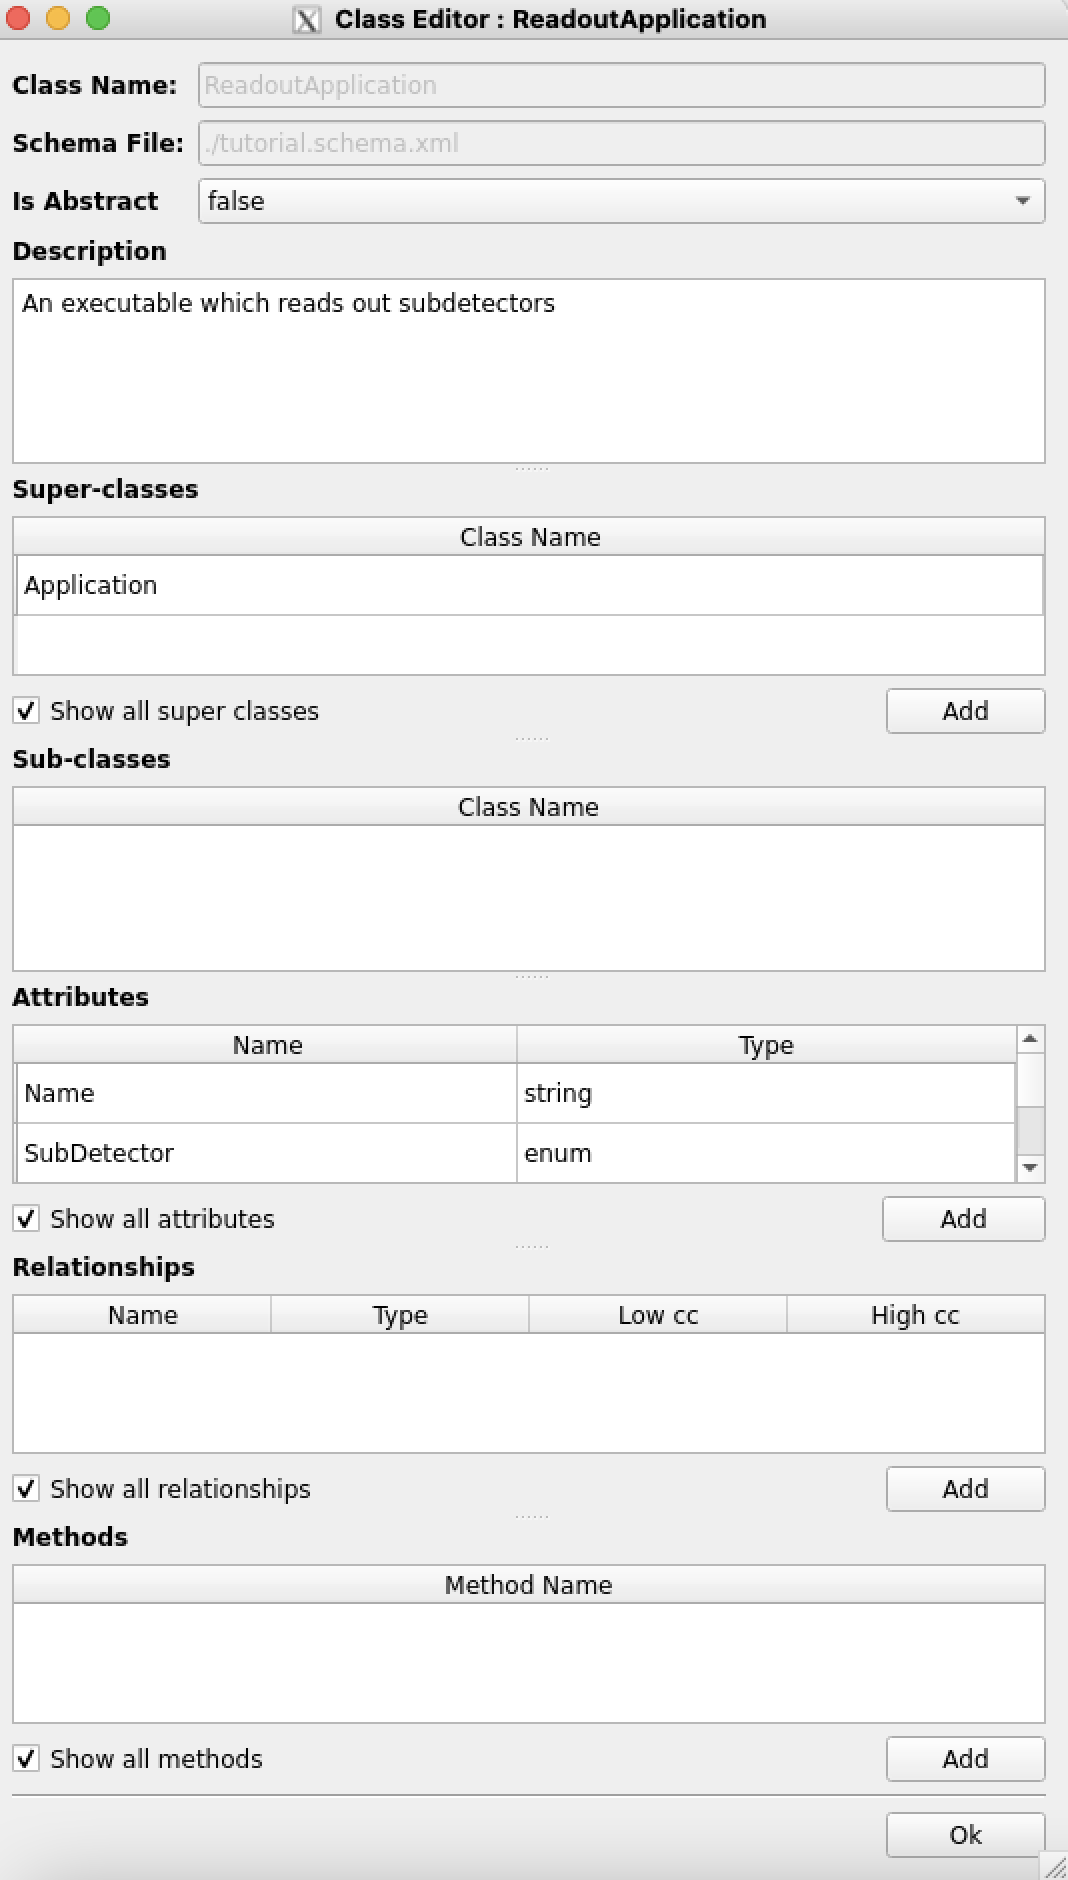 Class Editor : ReadoutApplication
Class Name: ReadoutApplication
Schema File: ./tutorial.schema.xml
Is Abstract false
Description
An executable which reads out subdetectors
Super-classes
Class Name
Application
Show all super classes Add
Sub-classes
Class Name
Attributes
Name Type
Name string
SubDetector enum
Show all attributes Add
Relationships
Name Type Low cc High cc
Show all relationships Add
Methods
Method Name
Show all methods Add
Ok